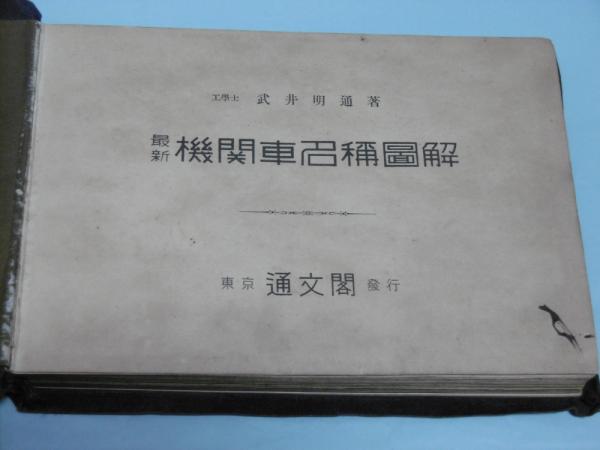 工學士 武井明通著
最新 機関車名稱圖解
東京 通文閣 發行